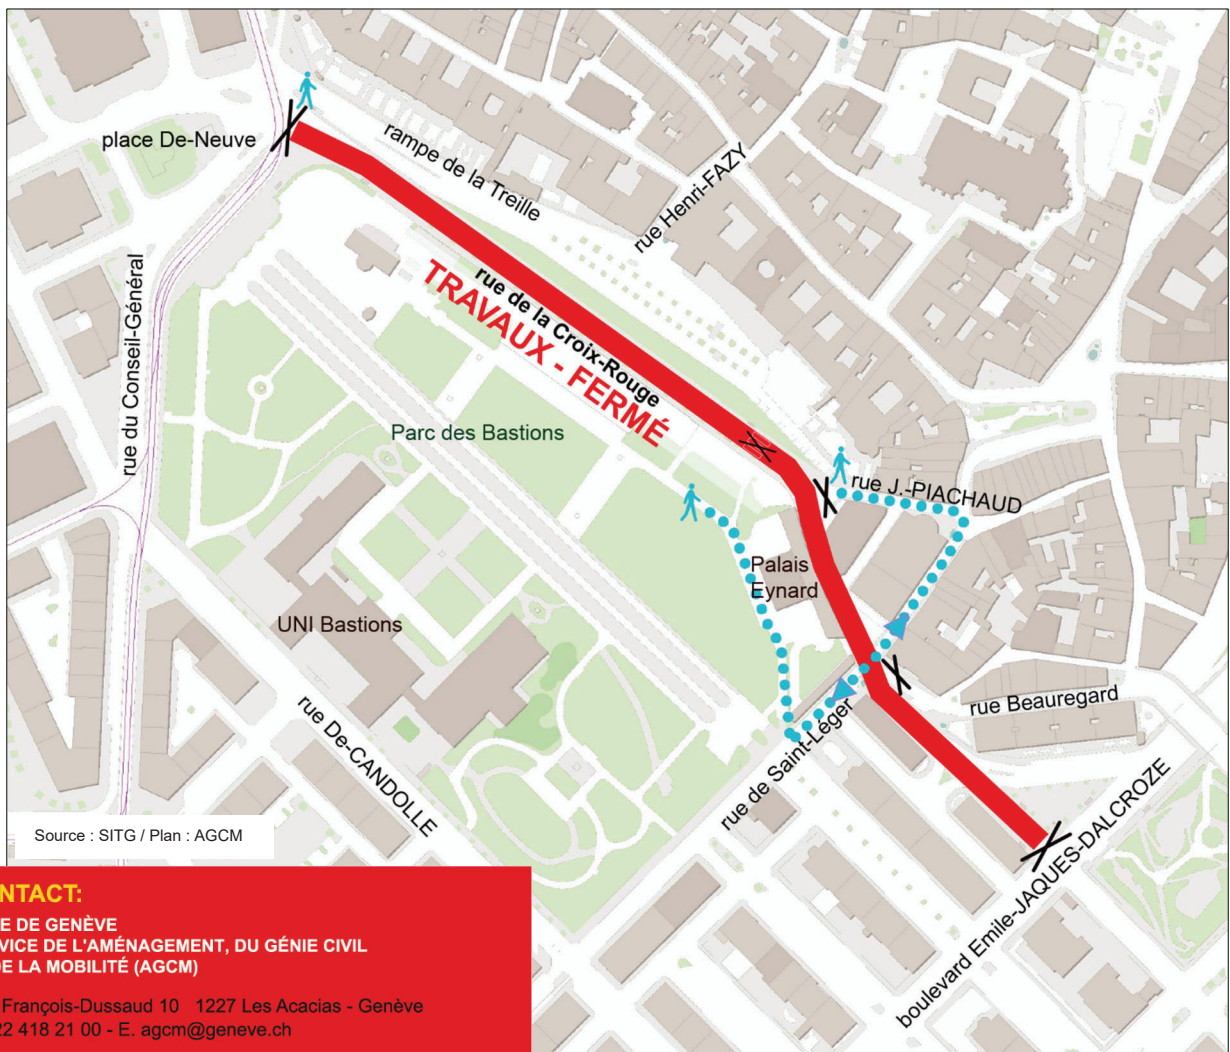 place De-Neuve
rampe de la Treille
rue Henri-FAZY
rue du Conseil-Général
rue de la Croix-Rouge
TRAVAUX - FERMÉ
Parc des Bastions
rue J.-PIACHAUD
Palais
Eynard
UNI Bastions
rue De-CANDOLLE
rue de Saint-Léger
rue Beauregard
boulevard Emile-JAQUES-DALCROZE
Source : SITG / Plan : AGCM
NTACT:
E DE GENÈVE
VICE DE L'AMÉNAGEMENT, DU GÉNIE CIVIL
DE LA MOBILITÉ (AGCM)
François-Dussaud 10 1227 Les Acacias - Genève
22 418 21 00 - E. agcm@geneve.ch